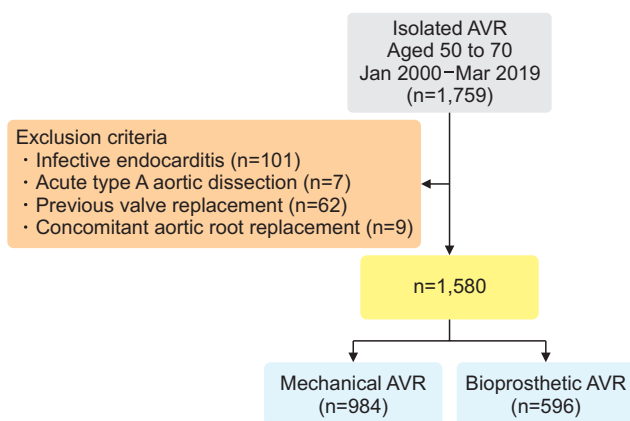 Isolated AVR
Aged 50 to 70
Jan 2000−Mar 2019
(n=1,759)
Exclusion criteria
· Infective endocarditis (n=101)
· Acute type A aortic dissection (n=7)
· Previous valve replacement (n=62)
· Concomitant aortic root replacement (n=9)
n=1,580
Mechanical AVR
(n=984)
Bioprosthetic AVR
(n=596)